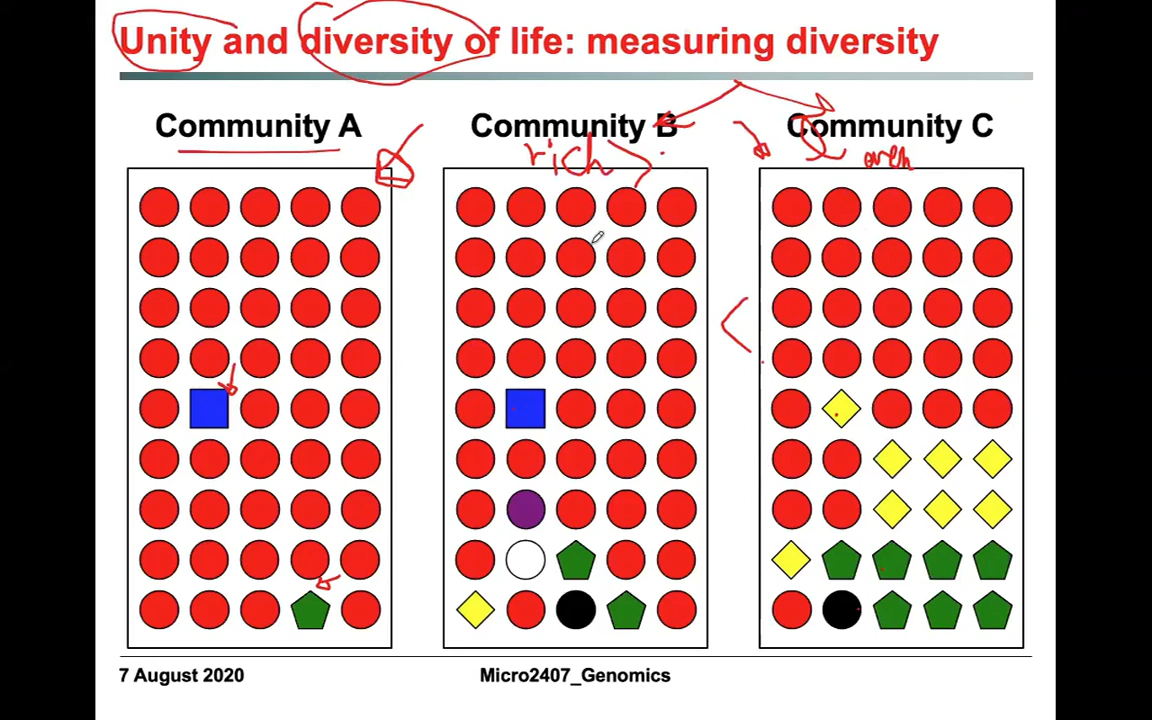 Unity and diversity of life: measuring diversity
Community A
Community B
Community C
rich
even
7 August 2020
Micro2407_Genomics